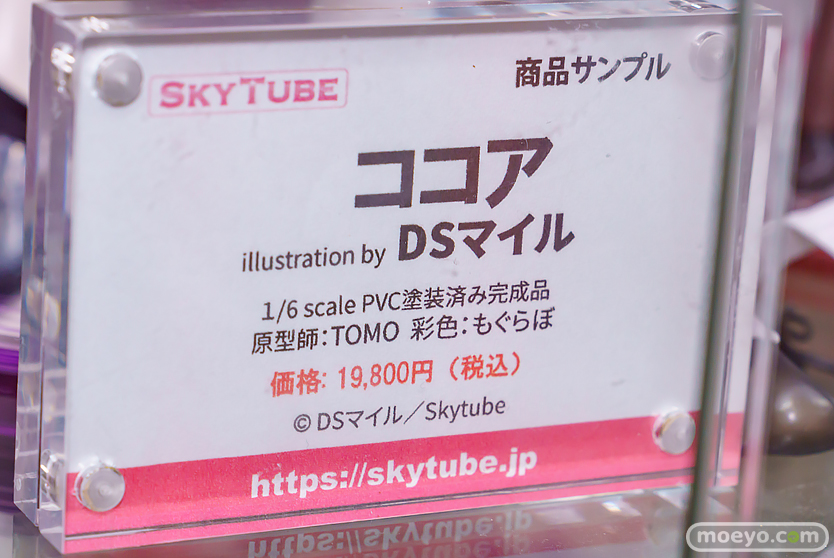 SKYTUBE
商品サンプル
ココア
illustration by DSマイル
1/6 scale PVC塗装済み完成品
原型師：TOMO 彩色：もぐらぼ
価格: 19,800円（税込）
© DSマイル／Skytube
https://skytube.jp
https://skytube.jp
moeyo.com